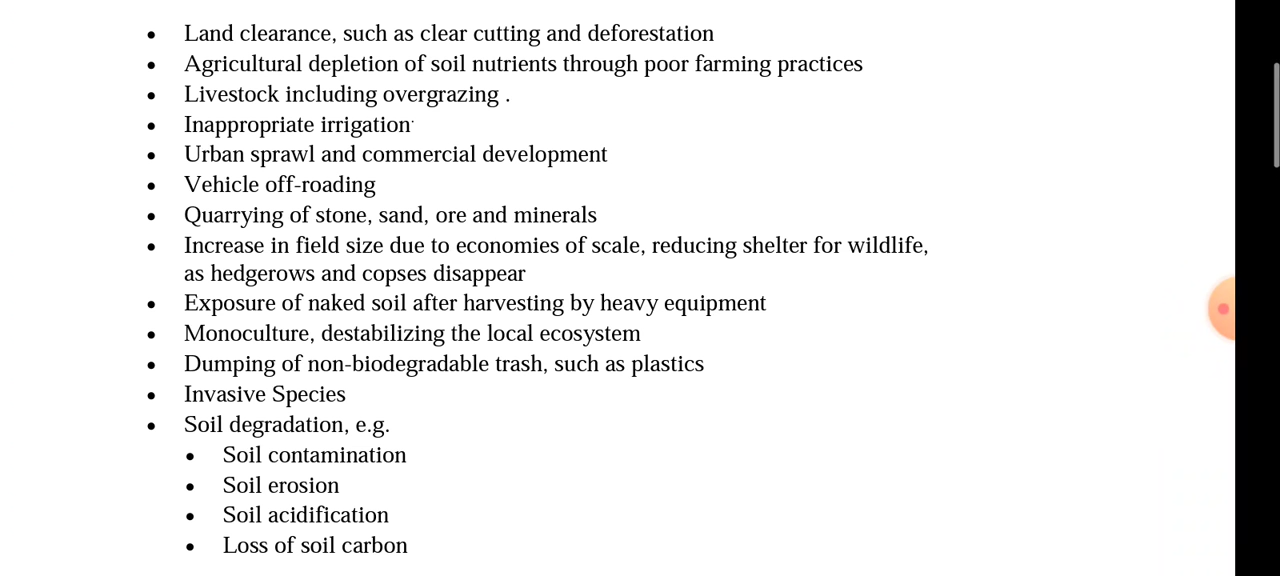 • Land clearance, such as clear cutting and deforestation
• Agricultural depletion of soil nutrients through poor farming practices
• Livestock including overgrazing .
• Inappropriate irrigation·
• Urban sprawl and commercial development
• Vehicle off-roading
• Quarrying of stone, sand, ore and minerals
• Increase in field size due to economies of scale, reducing shelter for wildlife,
as hedgerows and copses disappear
• Exposure of naked soil after harvesting by heavy equipment
• Monoculture, destabilizing the local ecosystem
• Dumping of non-biodegradable trash, such as plastics
• Invasive Species
• Soil degradation, e.g.
• Soil contamination
• Soil erosion
• Soil acidification
• Loss of soil carbon